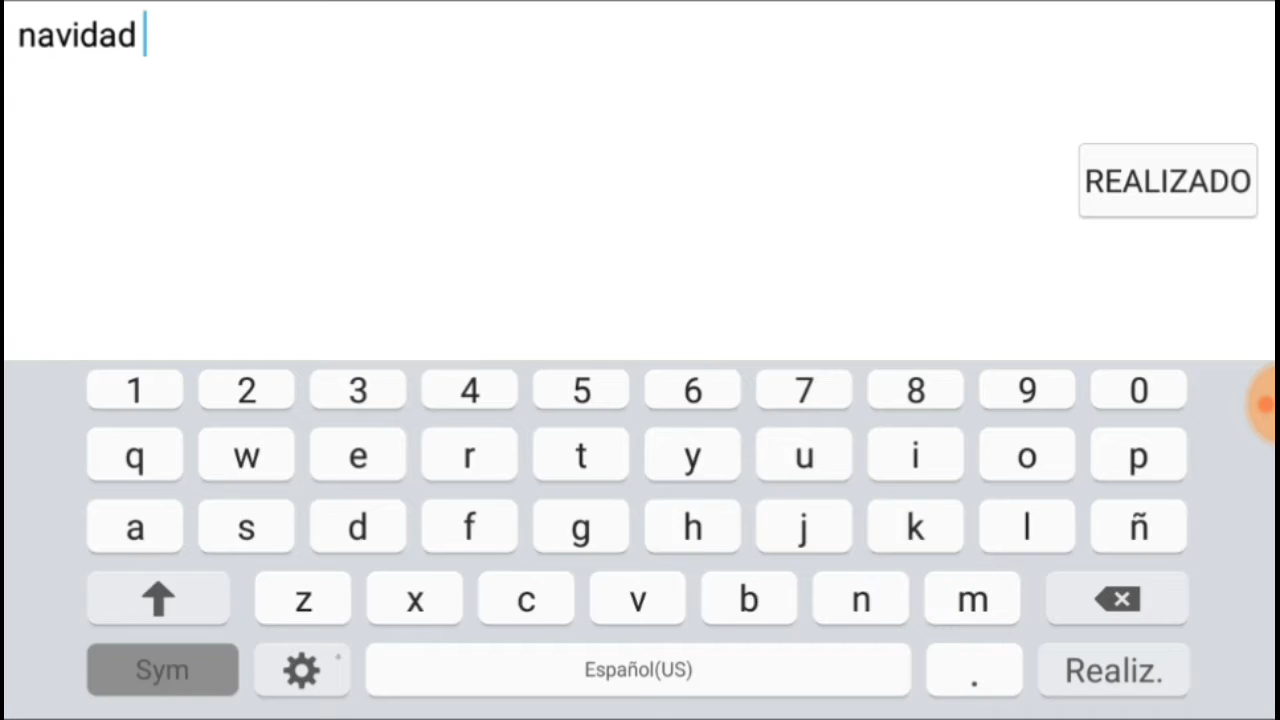 navidad
REALIZADO
1 2 3 4 5 6 7 8 9 0
q w e r t y u i o p
a s d f g h j k l ñ
z x c v b n m
Sym Español(US) . Realiz.